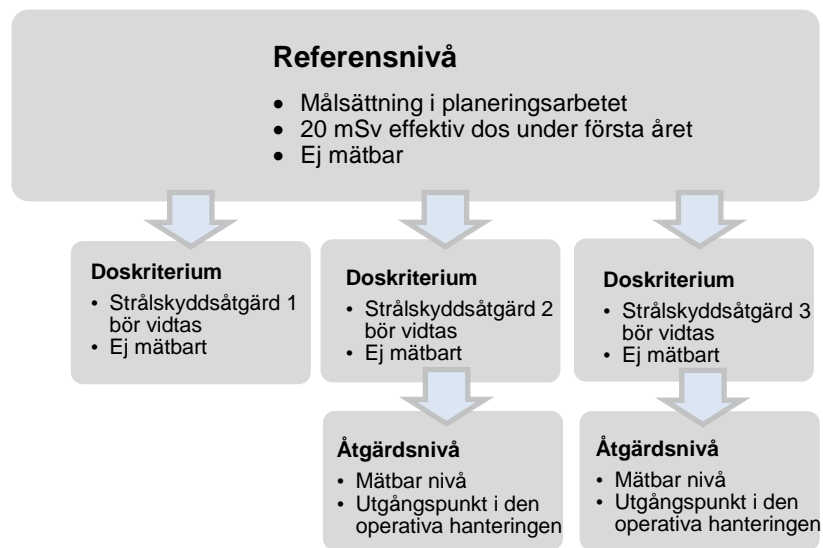 Referensnivå
• Målsättning i planeringsarbetet
• 20 mSv effektiv dos under första året
• Ej mätbar
Doskriterium
• Strålskyddsåtgärd 1
bör vidtas
• Ej mätbart
Doskriterium
• Strålskyddsåtgärd 2
bör vidtas
• Ej mätbart
Doskriterium
• Strålskyddsåtgärd 3
bör vidtas
• Ej mätbart
Åtgärdsnivå
• Mätbar nivå
• Utgångspunkt i den
operativa hanteringen
Åtgärdsnivå
• Mätbar nivå
• Utgångspunkt i den
operativa hanteringen